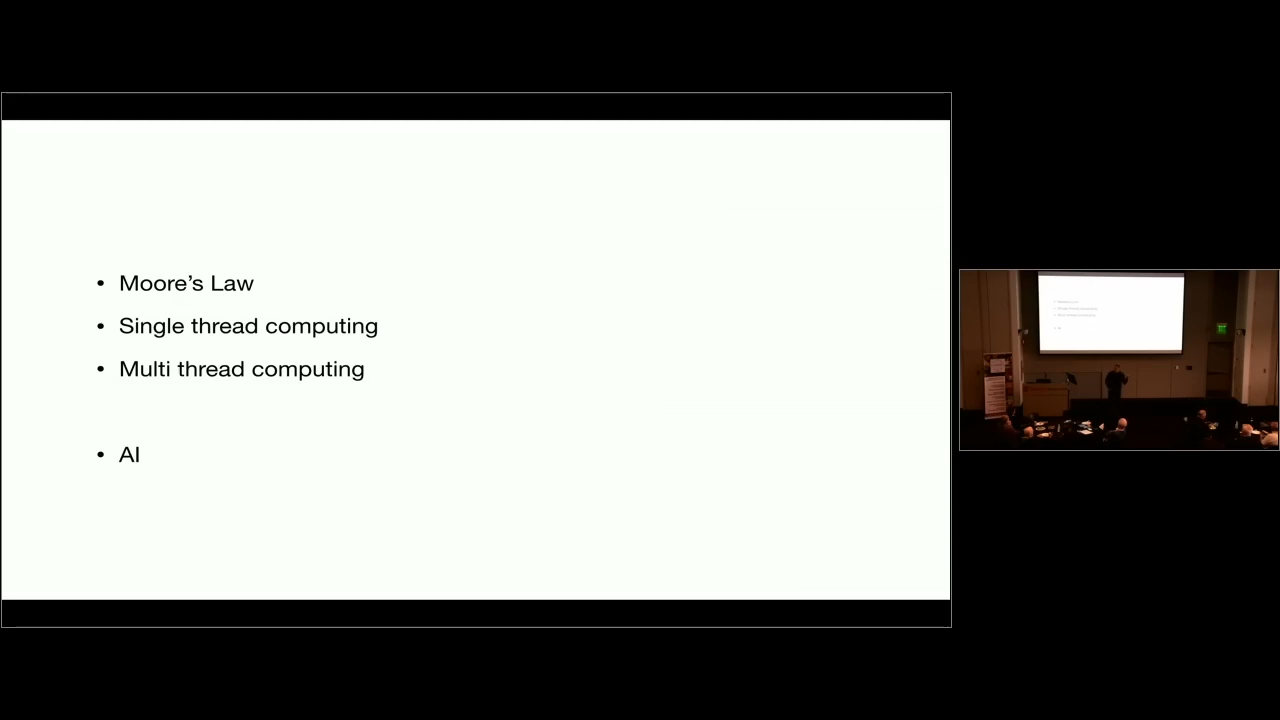 • Moore’s Law
• Single thread computing
• Multi thread computing
• AI